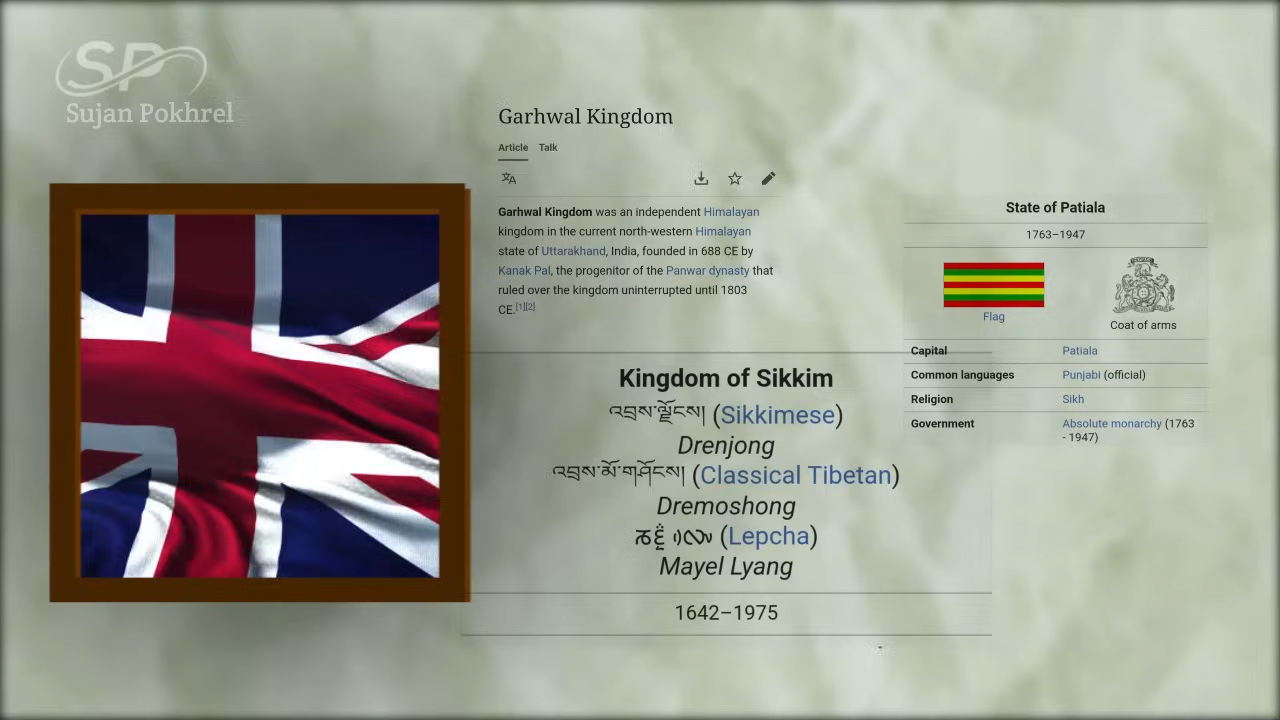 SP
Sujan Pokhrel
Garhwal Kingdom
Article Talk
Garhwal Kingdom was an independent Himalayan
kingdom in the current north-western Himalayan
state of Uttarakhand, India, founded in 688 CE by
Kanak Pal, the progenitor of the Panwar dynasty that
ruled over the kingdom uninterrupted until 1803
CE.[1][2]
Kingdom of Sikkim
འབྲས་ལྗོངས། (Sikkimese)
Drenjong
འབྲས་མོ་གཤོངས། (Classical Tibetan)
Dremoshong
(Lepcha)
Mayel Lyang
1642–1975
State of Patiala
1763–1947
Flag
Coat of arms
Capital Patiala
Common languages Punjabi (official)
Religion Sikh
Government Absolute monarchy (1763
- 1947)